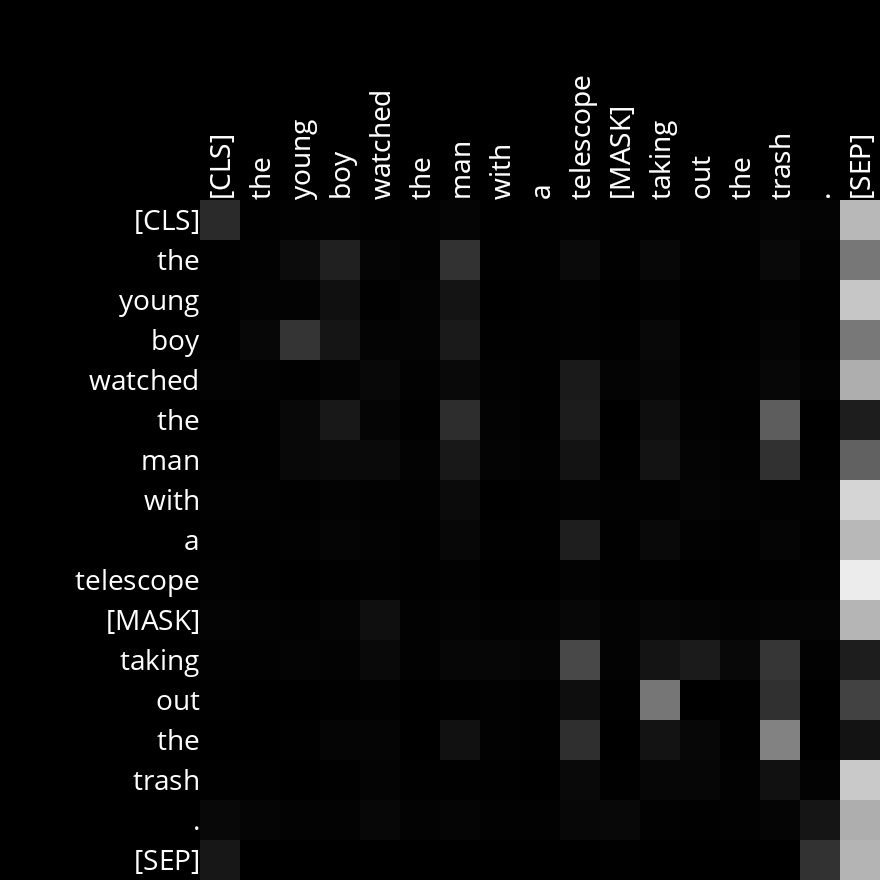 [CLS]
the
young
boy
watched
the
man
with
a
telescope
[MASK]
taking
out
the
trash
.
[SEP]
[CLS]
the
young
boy
watched
the
man
with
a
telescope
[MASK]
taking
out
the
trash
.
[SEP]